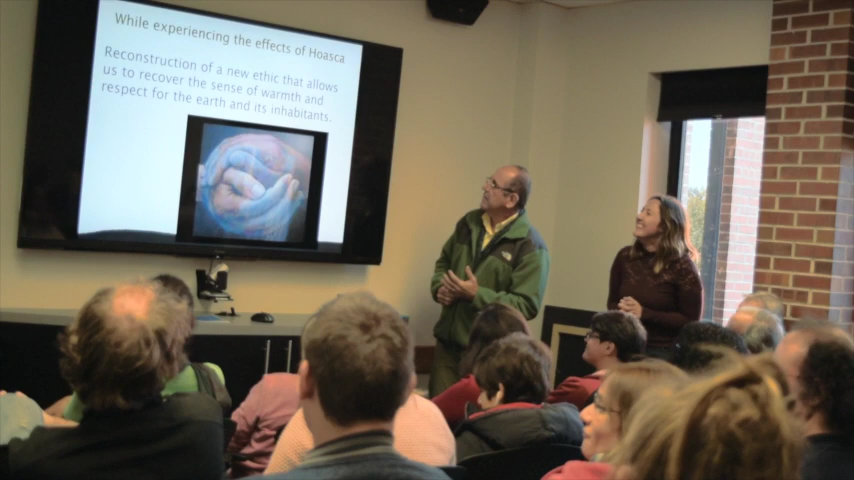 While experiencing the effects of Hoasca
Reconstruction of a new ethic that allows
us to recover the sense of warmth and
respect for the earth and its inhabitants.